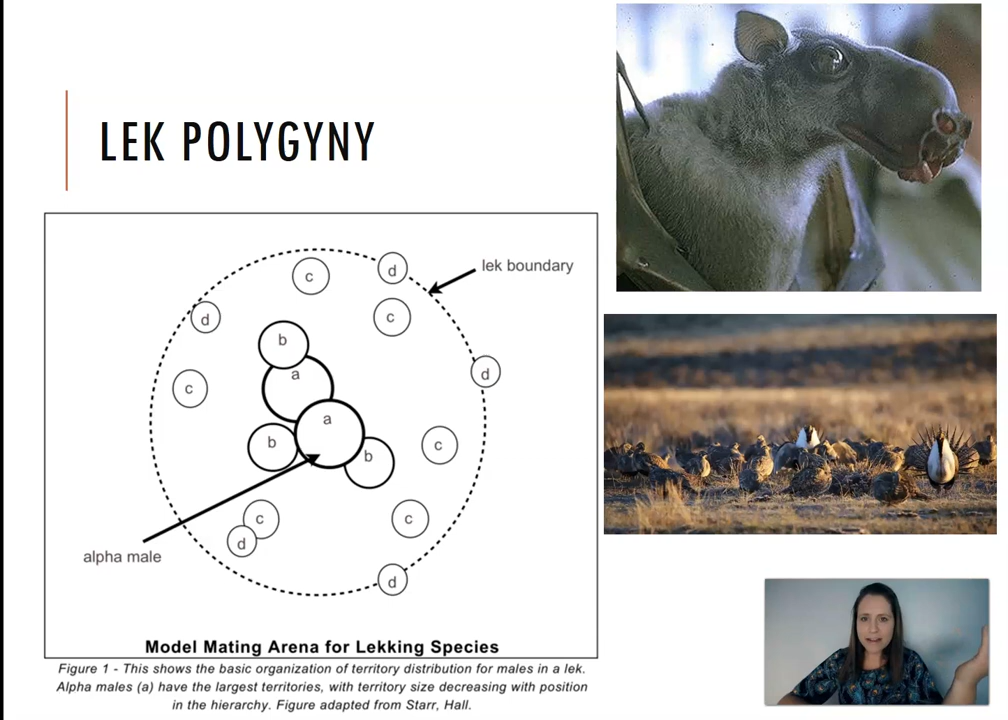 LEK POLYGYNY
lek boundary
c
d
d
c
b
a
d
c
a
b
b
c
c
c
d
alpha male
d
Model Mating Arena for Lekking Species
Figure 1 - This shows the basic organization of territory distribution for males in a lek.
Alpha males (a) have the largest territories, with territory size decreasing with position
in the hierarchy. Figure adapted from Starr, Hall.